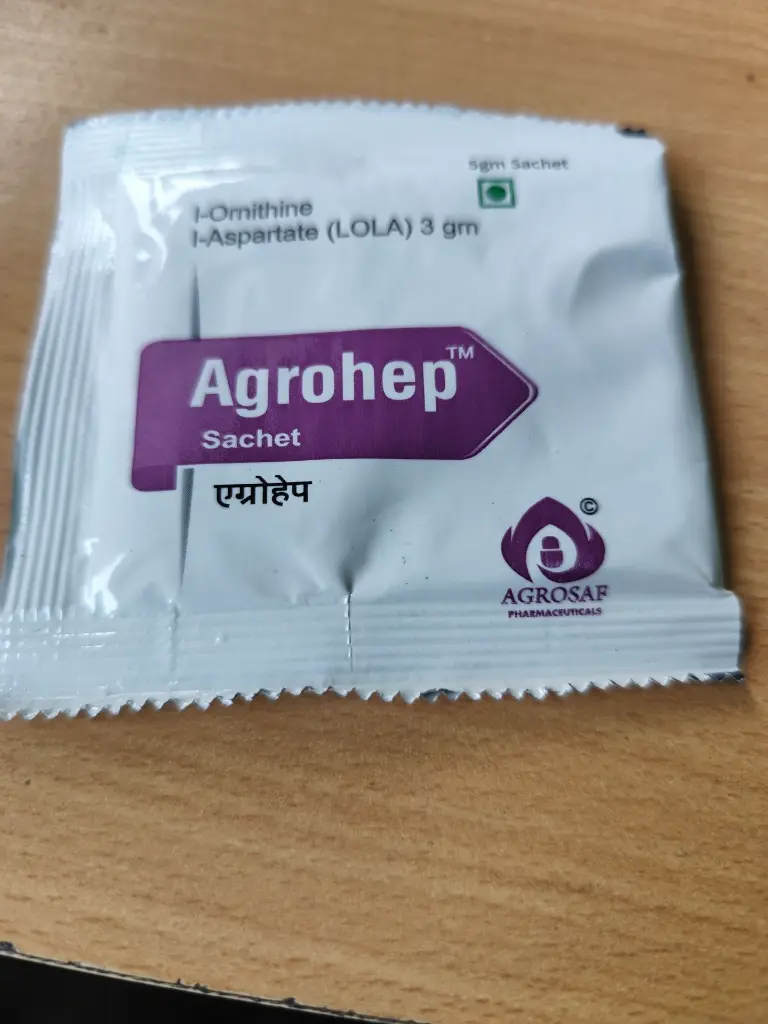 5gm Sachet
l-Ornithine
l-Aspartate (LOLA) 3 gm
Agrohep™
Sachet
एग्रोहेप
©
AGROSAF
PHARMACEUTICALS